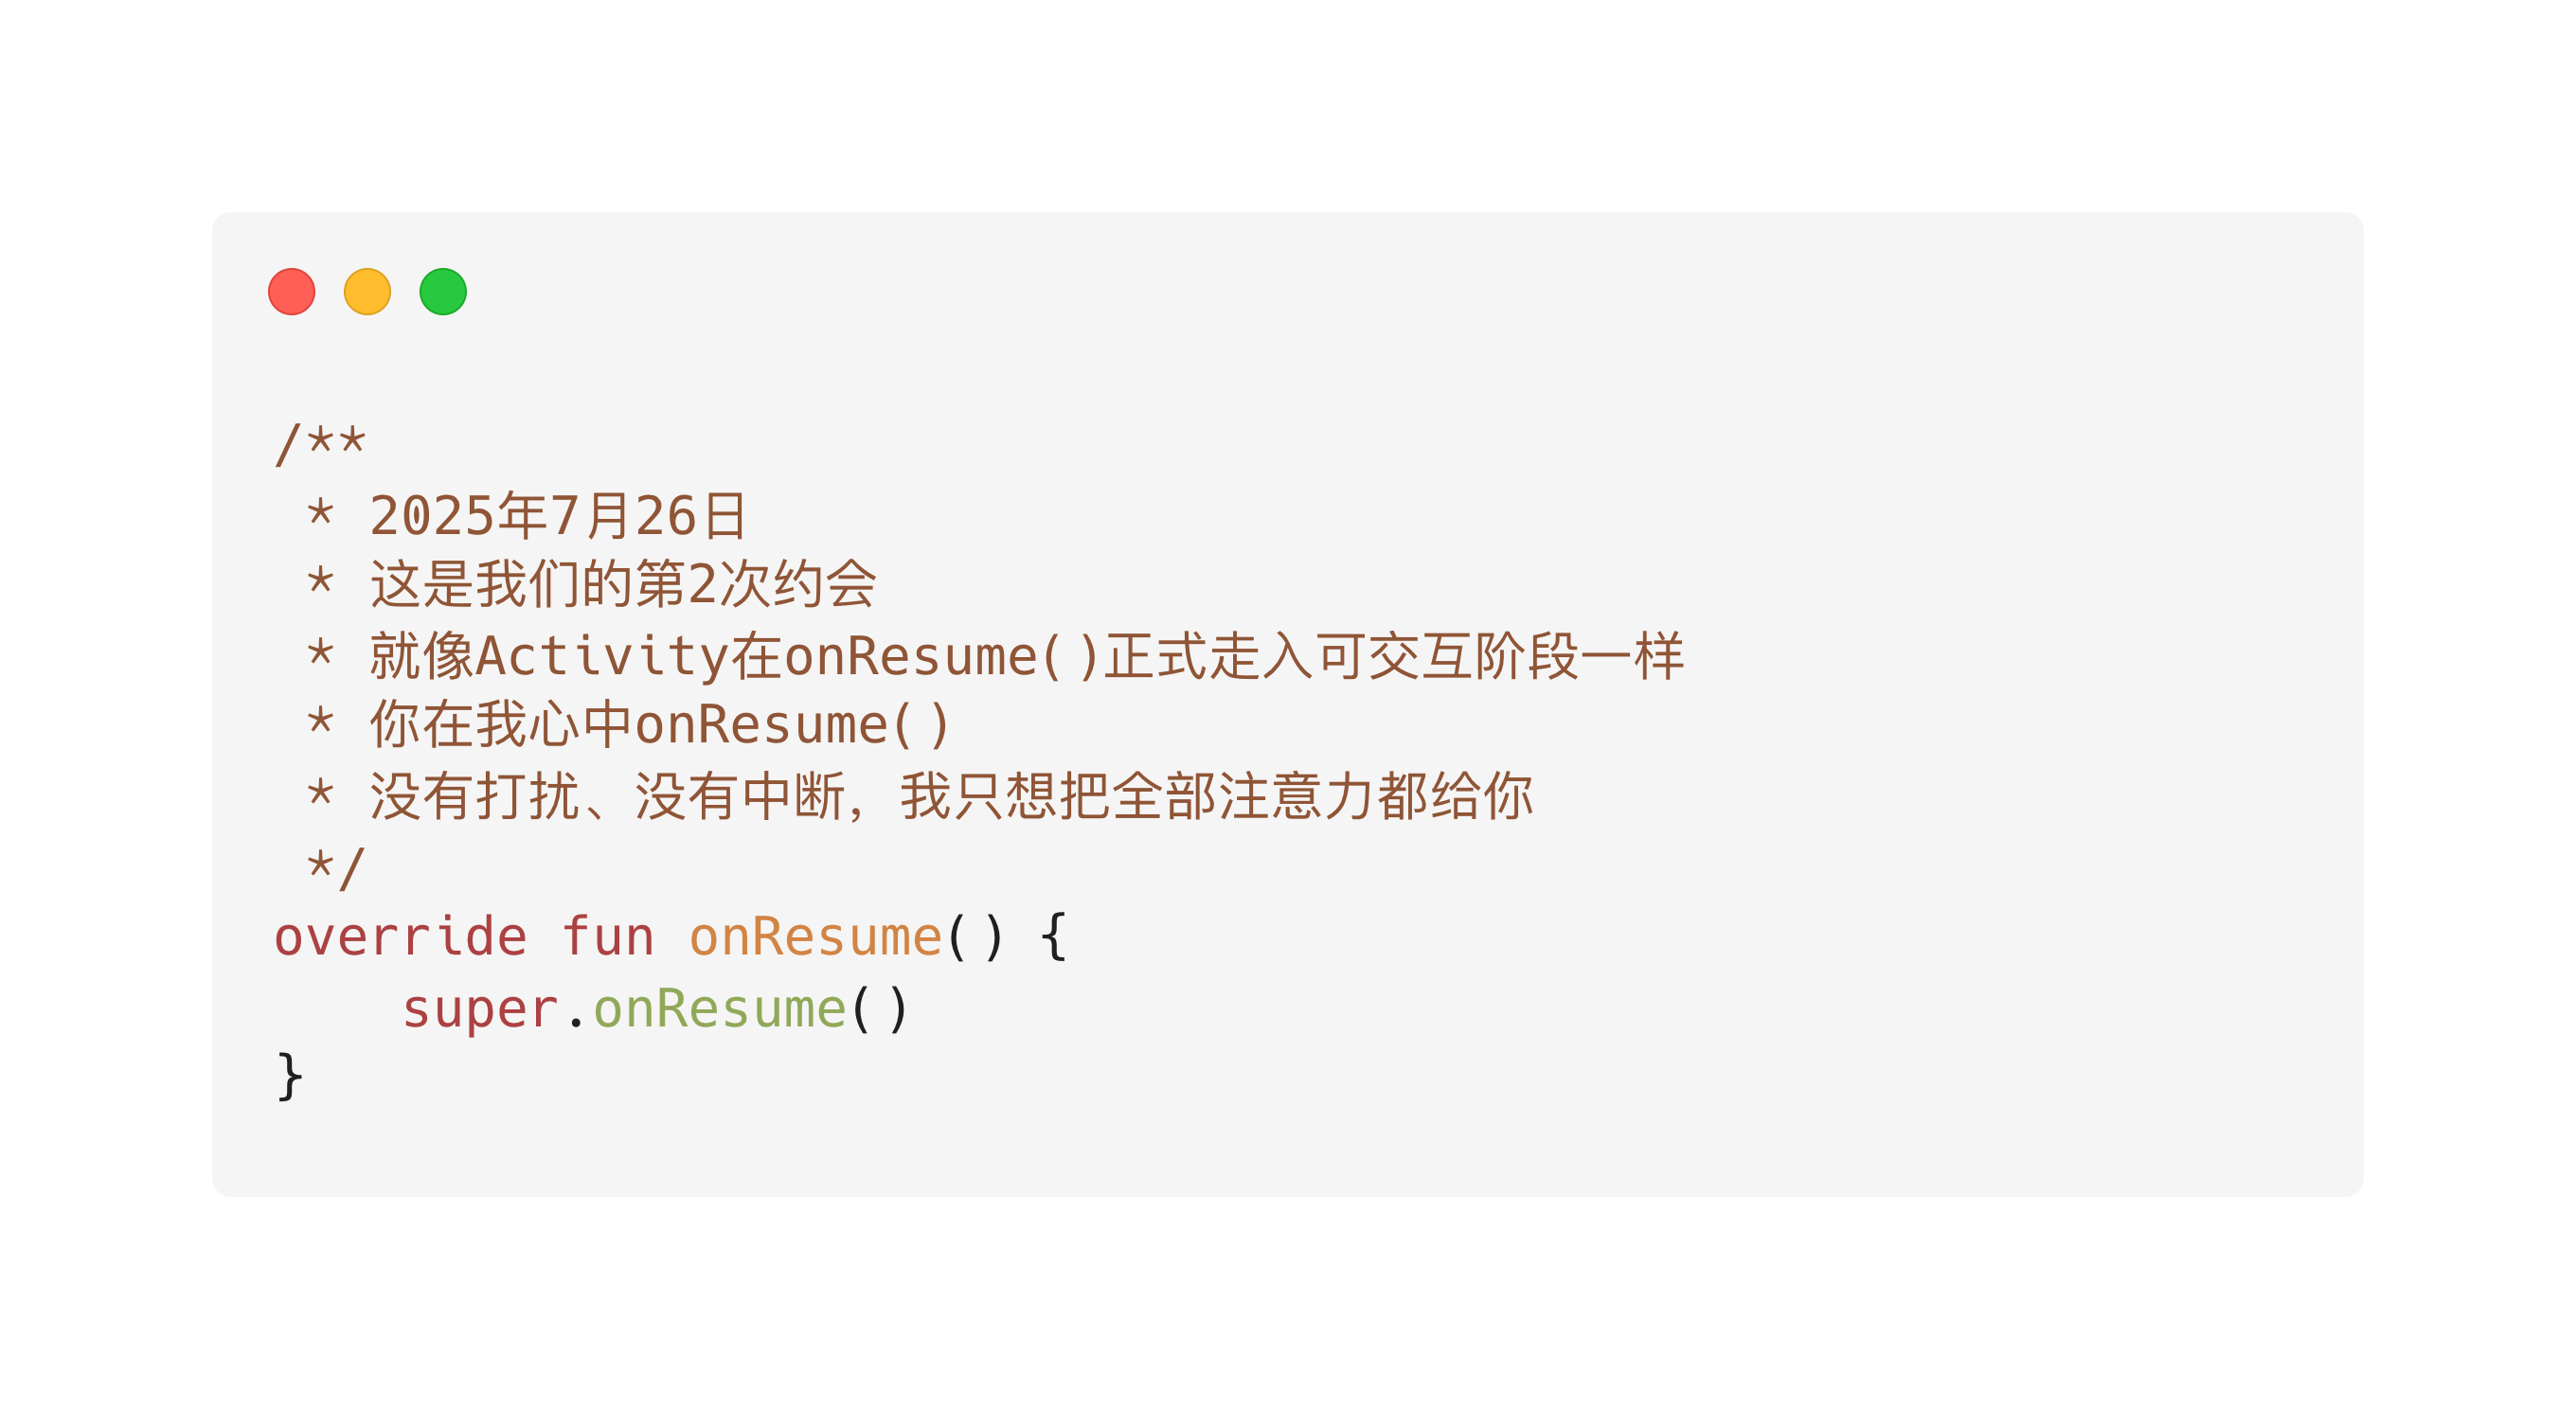 /**
 * 2025年7月26日
 * 这是我们的第2次约会
 * 就像Activity在onResume()正式走入可交互阶段一样
 * 你在我心中onResume()
 * 没有打扰、没有中断，我只想把全部注意力都给你
 */
override fun onResume() {
    super.onResume()
}